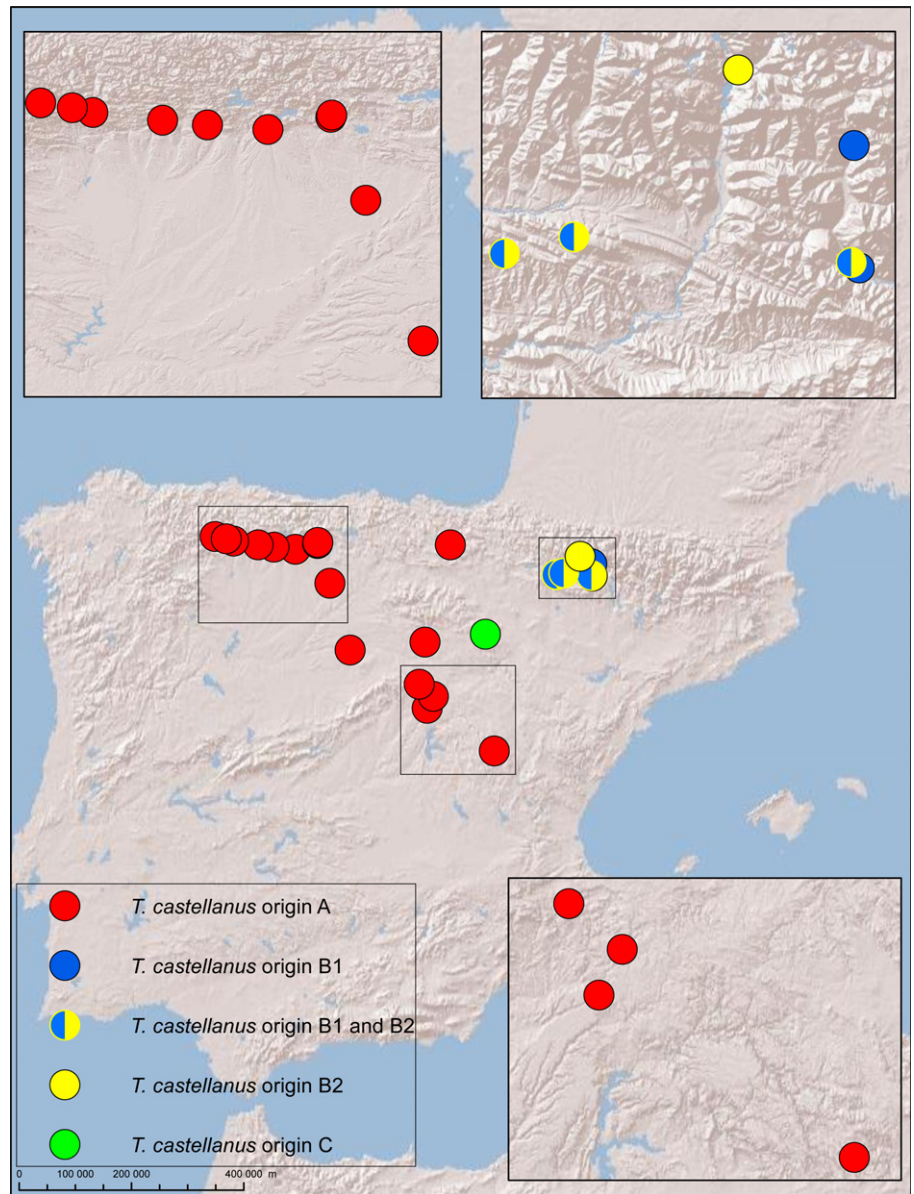 T. castellanus origin A
T. castellanus origin B1
T. castellanus origin B1 and B2
T. castellanus origin B2
T. castellanus origin C
0 100 000 200 000 400 000 m